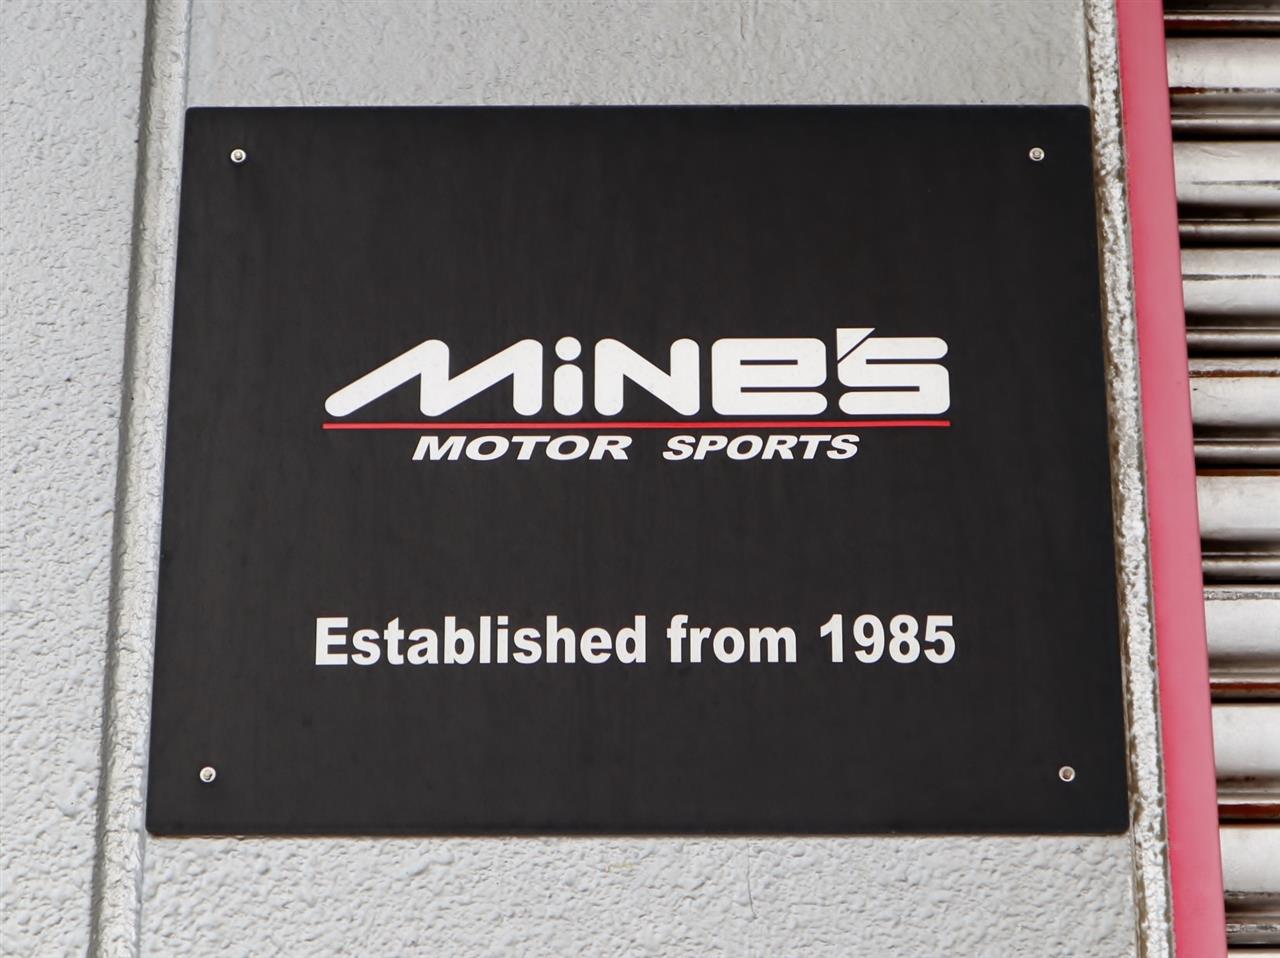 MiNe's
MOTOR SPORTS
Established from 1985